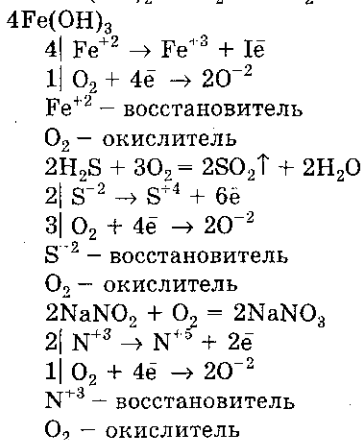 4Fe(OH)₃
4| Fe⁺² → Fe⁺³ + Iē
1| O₂ + 4ē → 2O⁻²
Fe⁺² – восстановитель
O₂ – окислитель
2H₂S + 3O₂ = 2SO₂↑ + 2H₂O
2| S⁻² → S⁺⁴ + 6ē
3| O₂ + 4ē → 2O⁻²
S⁻² – восстановитель
O₂ – окислитель
2NaNO₂ + O₂ = 2NaNO₃
2| N⁺³ → N⁺⁵ + 2ē
1| O₂ + 4ē → 2O⁻²
N⁺³ – восстановитель
O₂ – окислитель